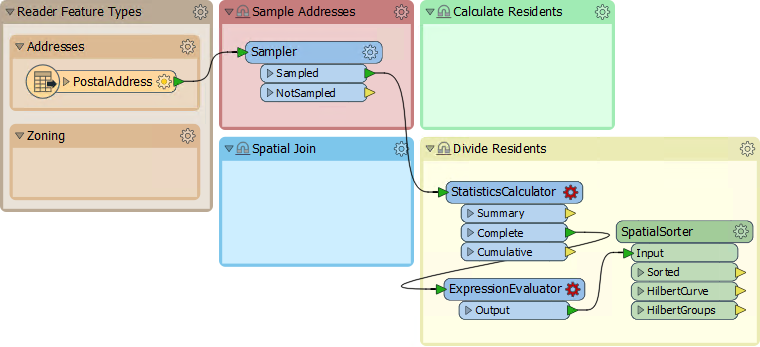 Reader Feature Types
Addresses
PostalAddress
Zoning
Sample Addresses
Sampler
Sampled
NotSampled
Calculate Residents
Spatial Join
Divide Residents
StatisticsCalculator
Summary
Complete
Cumulative
ExpressionEvaluator
Output
SpatialSorter
Input
Sorted
HilbertCurve
HilbertGroups